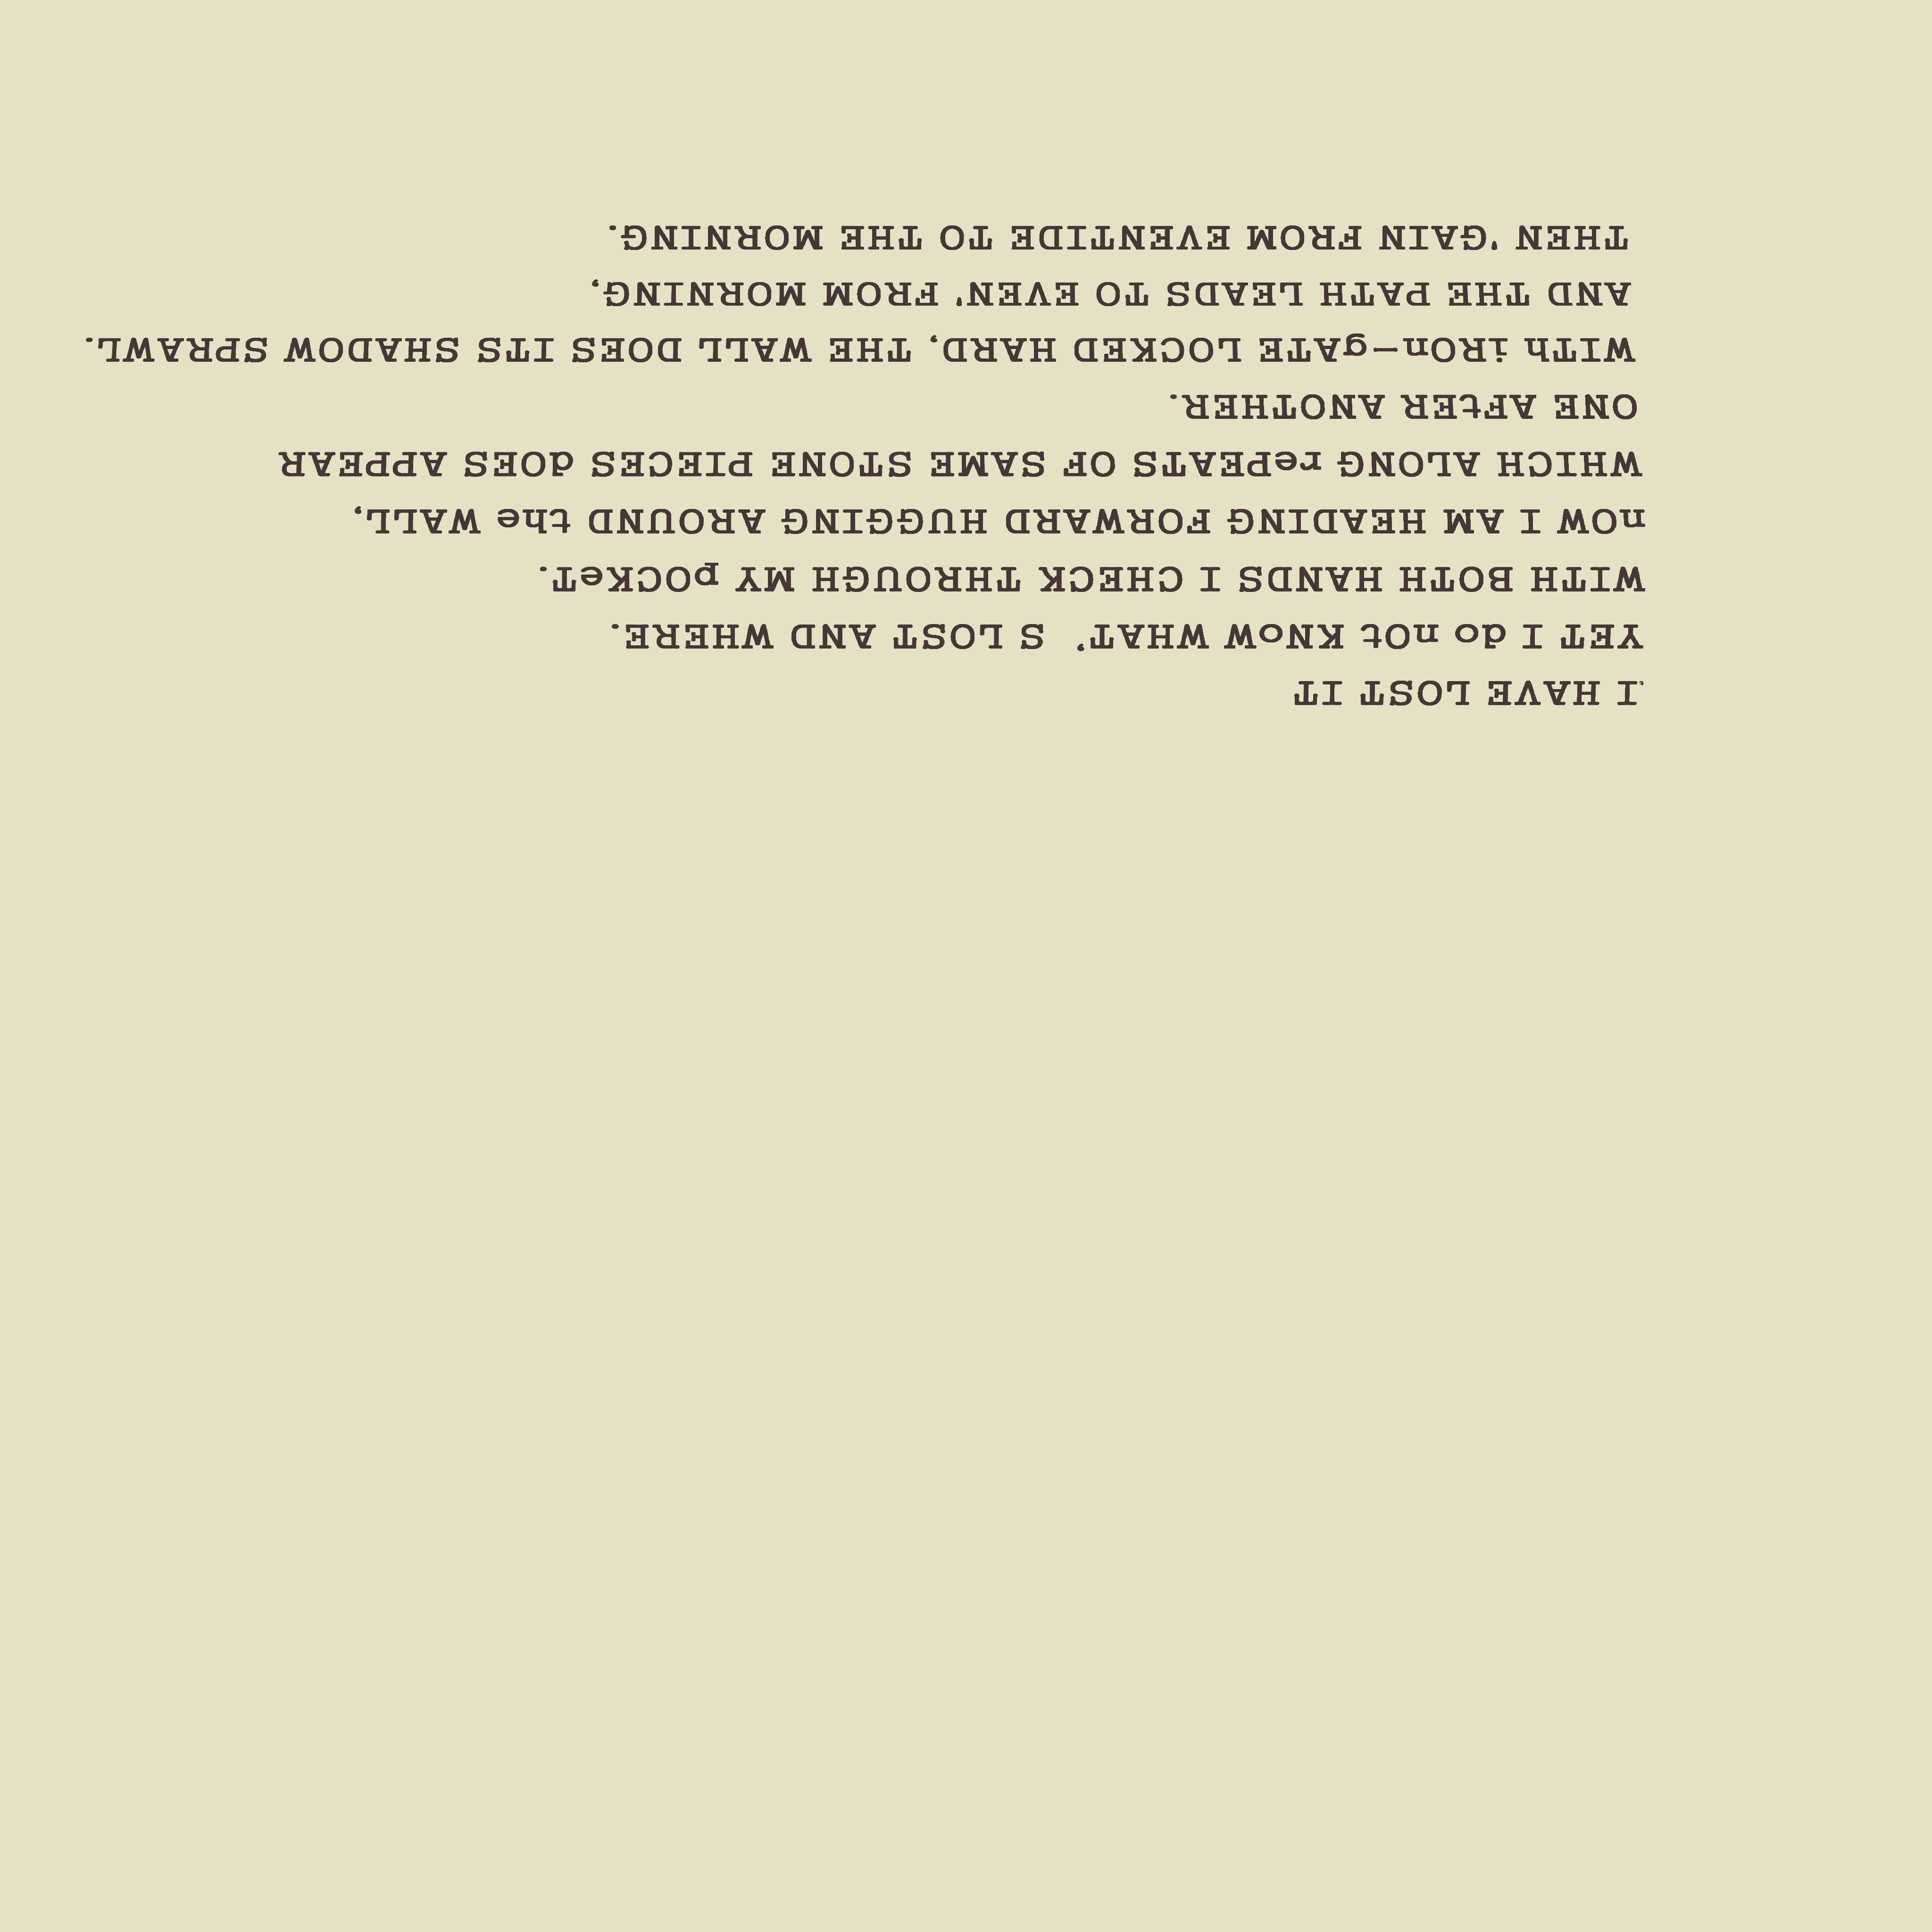 I HAVE LOST IT
YET I do nOt KNoW WHAT'  S LOST AND WHERE.
WITH BOTH HANDS I CHECK THROUGH MY pOCKeT.
nOW I AM HEADING FORWARD HUGGING AROUND the WALL,
WHICH ALONG rePEATS OF SAME STONE PIECES dOES APPEAR
ONE AFtER ANOTHER.
WITh iROn-gATE LOCKED HARD, THE WALL DOES ITS SHADOW SPRAWL.
AND THE PATH LEADS TO EVEN' FROM MORNING,
THEN 'GAIN FROM EVENTIDE TO THE MORNING.